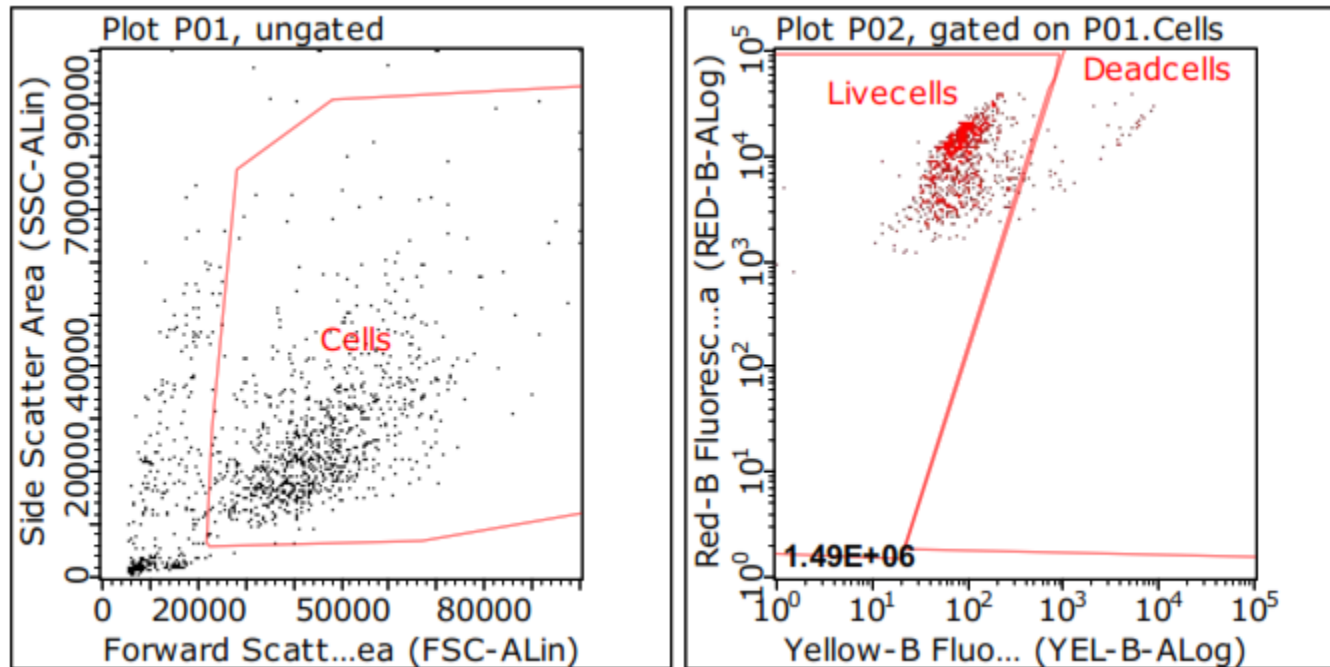 Plot P01, ungated
Side Scatter Area (SSC-ALin)
90000
70000
40000
20000
0
Cells
0 20000 50000 80000
Forward Scatt...ea (FSC-ALin)
Plot P02, gated on P01.Cells
Red-B Fluoresc...a (RED-B-ALog)
10^5
10^4
10^3
10^2
10^1
10^0
Livecells
Deadcells
1.49E+06
10^0 10^1 10^2 10^3 10^4 10^5
Yellow-B Fluo... (YEL-B-ALog)